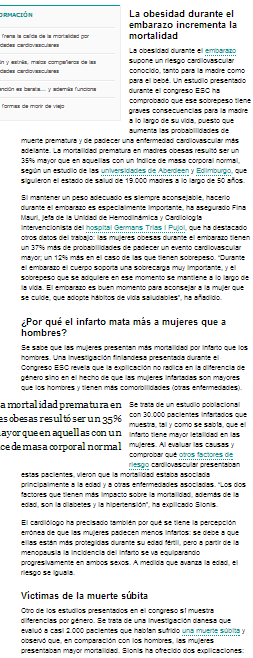 ORMACIÓN
frena la caída de la mortalidad por
dades cardiovasculares
n y estrés, malos compañeros de las
dades cardiovasculares
nción es barata... y además funciona
formas de morir de viejo
La obesidad durante el
embarazo incrementa la
mortalidad
La obesidad durante el embarazo
supone un riesgo cardiovascular
conocido, tanto para la madre como
para el bebé. Un estudio presentado
durante el congreso ESC ha
comprobado que ese sobrepeso tiene
graves consecuencias para la madre
a lo largo de su vida, puesto que
aumenta las probabilidades de
muerte prematura y de padecer una enfermedad cardiovascular más
adelante. La mortalidad prematura en madres obesas resultó ser un
35% mayor que en aquellas con un índice de masa corporal normal,
según un estudio de las universidades de Aberdeen y Edimburgo, que
siguieron el estado de salud de 19.000 madres a lo largo de 50 años.
Si mantener un peso adecuado es siempre aconsejable, hacerlo
durante el embarazo es especialmente importante, ha asegurado Fina
Mauri, jefa de la Unidad de Hemodinámica y Cardiología
Intervencionista del hospital Germans Trias i Pujol, que ha destacado
otros datos del trabajo: las mujeres obesas durante el embarazo tienen
un 37% más de probabilidades de padecer un evento cardiovascular
mayor; un 12% más en el caso de las que tienen sobrepeso. "Durante
el embarazo el cuerpo soporta una sobrecarga muy importante, y el
sobrepeso que se adquiere en ese momento se mantiene a lo largo de
la vida. El embarazo es buen momento para aconsejar a la mujer que
se cuide, que adopte hábitos de vida saludables", ha añadido.
¿Por qué el infarto mata más a mujeres que a
hombres?
Se sabe que las mujeres presentan más mortalidad por infarto que los
hombres. Una investigación finlandesa presentada durante el
Congreso ESC revela que la explicación no radica en la diferencia de
género sino en el hecho de que las mujeres infartadas son mayores
que los hombres y tienen más comorbilidades (otras enfermedades).
a mortalidad prematura en
es obesas resultó ser un 35%
ayor que en aquellas con un
ce de masa corporal normal
Se trata de un estudio poblacional
con 30.000 pacientes infartados que
muestra, tal y como se sabía, que el
infarto tiene mayor letalidad en las
mujeres. Al evaluar las causas y
comprobar qué otros factores de
riesgo cardiovascular presentaban
estas pacientes, vieron que la mortalidad estaba asociada
principalmente a la edad y a otras enfermedades asociadas. "Los dos
factores que tienen más impacto sobre la mortalidad, además de la
edad, son la diabetes y la hipertensión", ha explicado Sionis.
El cardiólogo ha precisado también por qué se tiene la percepción
errónea de que las mujeres padecen menos infartos: se debe a que
ellas están más protegidas durante su edad fértil, pero a partir de la
menopausia la incidencia del infarto se va equiparando
progresivamente en ambos sexos. A medida que avanza la edad, el
riesgo se iguala.
Víctimas de la muerte súbita
Otro de los estudios presentados en el congreso sí muestra
diferencias por género. Se trata de una investigación danesa que
evaluó a casi 2.000 pacientes que habían sufrido una muerte súbita y
observó que, en comparación con los hombres, las mujeres
presentaban mayor mortalidad. Sionis ha ofrecido dos explicaciones: